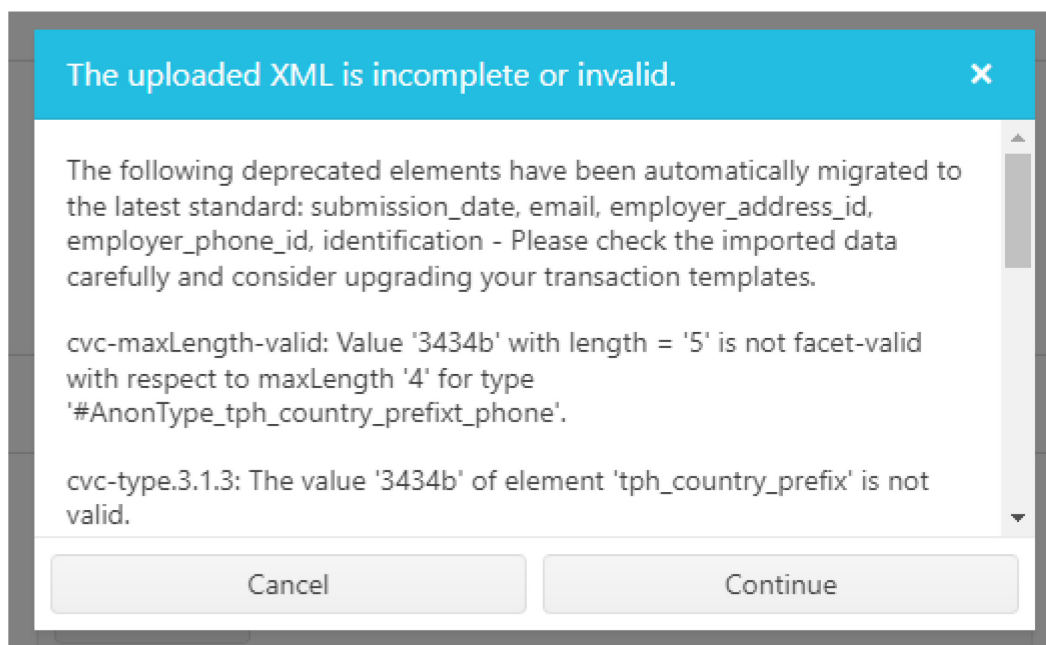 The uploaded XML is incomplete or invalid.
The following deprecated elements have been automatically migrated to
the latest standard: submission_date, email, employer_address_id,
employer_phone_id, identification - Please check the imported data
carefully and consider upgrading your transaction templates.
cvc-maxLength-valid: Value '3434b' with length = '5' is not facet-valid
with respect to maxLength '4' for type
'#AnonType_tph_country_prefixt_phone'.
cvc-type.3.1.3: The value '3434b' of element 'tph_country_prefix' is not
valid.
Cancel
Continue